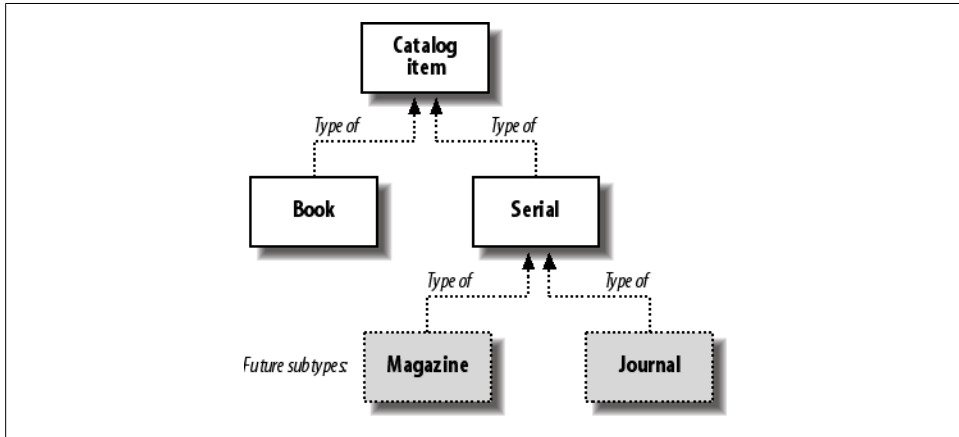 Catalog
item
Type of
Type of
Book
Serial
Type of
Type of
Future subtypes:
Magazine
Journal